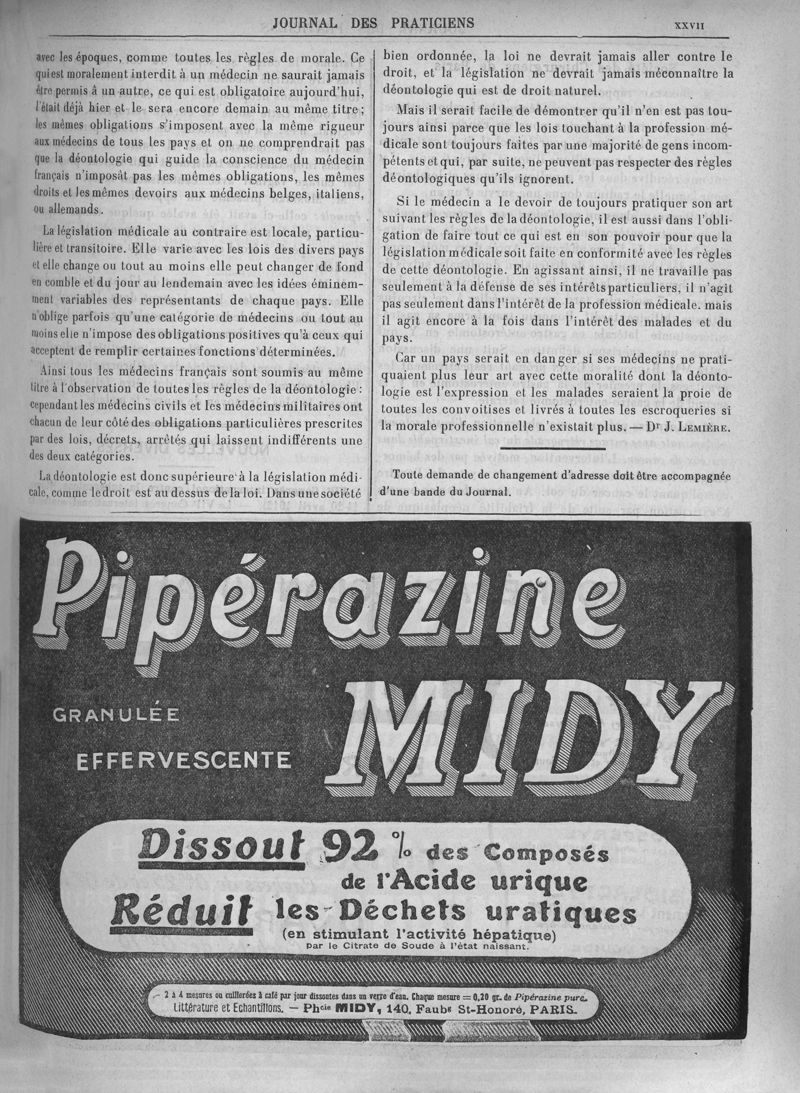 JOURNAL DES PRATICIENS
XXVII
avec les époques, comme toutes les règles de morale. Ce
qui est moralement interdit à un médecin ne saurait jamais
être permis à un autre, ce qui est obligatoire aujourd'hui,
l'était déjà hier et le sera encore demain au même titre;
les mêmes obligations s'imposent avec la même rigueur
aux médecins de tous les pays et on ne comprendrait pas
que la déontologie qui guide la conscience du médecin
français n'imposât pas les mêmes obligations, les mêmes
droits et les mêmes devoirs aux médecins belges, italiens,
ou allemands.
La législation médicale au contraire est locale, particu-
lière et transitoire. Elle varie avec les lois des divers pays
et elle change ou tout au moins elle peut changer de fond
en comble et du jour au lendemain avec les idées éminem-
ment variables des représentants de chaque pays. Elle
n'oblige parfois qu'une catégorie de médecins ou tout au
moins elle n'impose des obligations positives qu'à ceux qui
acceptent de remplir certaines fonctions déterminées.
Ainsi tous les médecins français sont soumis au même
titre à l'observation de toutes les règles de la déontologie:
cependant les médecins civils et les médecins militaires ont
chacun de leur côté des obligations particulières prescrites
par des lois, décrets, arrêtés qui laissent indifférents une
des deux catégories.
La déontologie est donc supérieure à la législation médi-
cale, comme le droit est au dessus de la loi. Dans une société
bien ordonnée, la loi ne devrait jamais aller contre le
droit, et la législation ne devrait jamais méconnaître la
déontologie qui est de droit naturel.
Mais il serait facile de démontrer qu'il n'en est pas tou-
jours ainsi parce que les lois touchant à la profession mé-
dicale sont toujours faites par une majorité de gens incom-
pétents et qui, par suite, ne peuvent pas respecter des règles
déontologiques qu'ils ignorent.
Si le médecin a le devoir de toujours pratiquer son art
suivant les règles de la déontologie, il est aussi dans l'obli-
gation de faire tout ce qui est en son pouvoir pour que la
législation médicale soit faite en conformité avec les règles
de cette déontologie. En agissant ainsi, il ne travaille pas
seulement à la défense de ses intérêts particuliers, il n'agit
pas seulement dans l'intérêt de la profession médicale. mais
il agit encore à la fois dans l'intérêt des malades et du
pays.
Car un pays serait en danger si ses médecins ne prati-
quaient plus leur art avec cette moralité dont la déonto-
logie est l'expression et les malades seraient la proie de
toutes les convoitises et livrés à toutes les escroqueries si
la morale professionnelle n'existait plus. — Dr J. LEMIÈRE.
Toute demande de changement d'adresse doit être accompagnée
d'une bande du Journal.
Pipérazine
MIDY
GRANULÉE
EFFERVESCENTE
Dissout 92 % des Composés
de l'Acide urique
Réduit les Déchets uratiques
(en stimulant l'activité hépatique)
par le Citrate de Soude à l'état naissant.
2 à 4 mesures ou cuillerées à café par jour dissoutes dans un verre d'eau. Chaque mesure = 0,20 gr. de Pipérazine pure.
Littérature et Echantillons. — Phcie MIDY, 140, Faubg St-Honoré, PARIS.